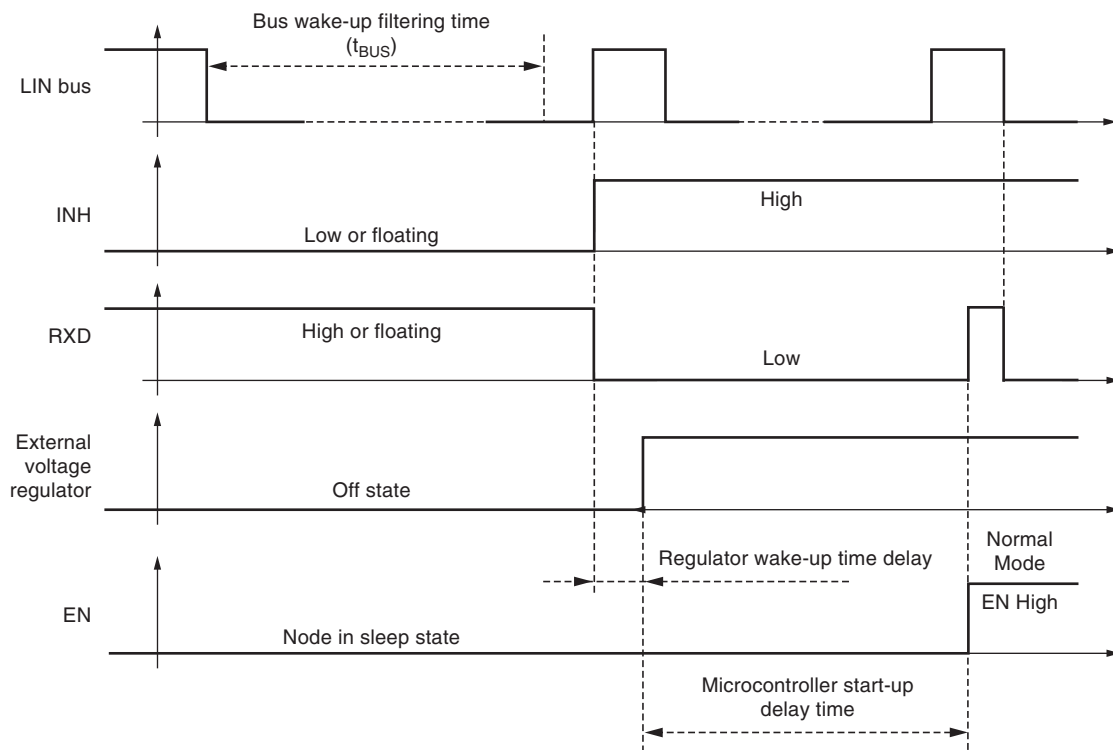 Bus wake-up filtering time
(tBUS)
LIN bus
INH
High
Low or floating
RXD
High or floating
Low
External
voltage
regulator
Off state
Regulator wake-up time delay
Normal
Mode
EN
EN High
Node in sleep state
Microcontroller start-up
delay time